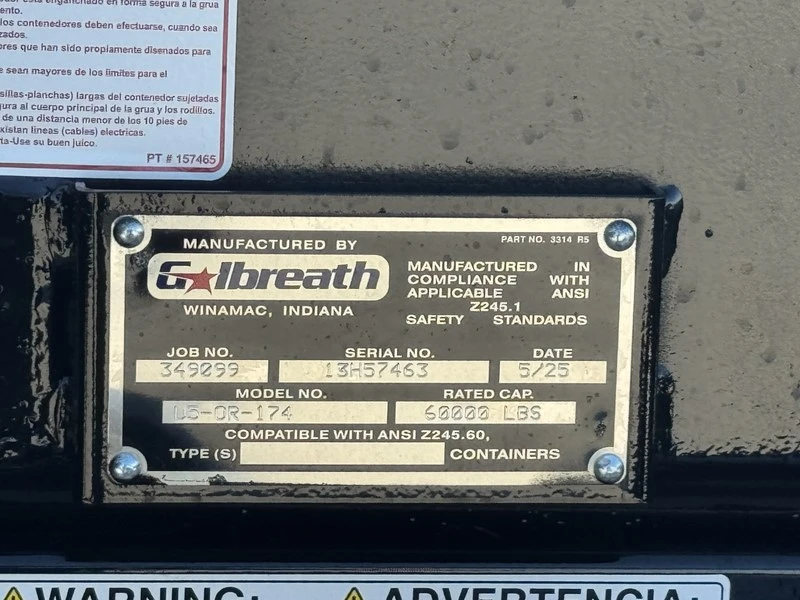 dor esta enganchado en forma segura a la grua
ento.
los contenedores deben efectuarse, cuando sea
zados.
ores que han sido propiamente disenados para
e sean mayores de los limites para el
sillas-planchas) largas del contenedor sujetadas
gura al cuerpo principal de la grua y los rodillos.
de una distancia menor de los 10 pies de
xistan lineas (cables) electricas.
ta-Use su buen juico.
PT # 157465
MANUFACTURED BY
PART NO. 3314 R5
Galbreath
WINAMAC, INDIANA
MANUFACTURED IN
COMPLIANCE WITH
APPLICABLE ANSI
Z245.1
SAFETY STANDARDS
JOB NO. SERIAL NO. DATE
349099 13H57463 5/25
MODEL NO. RATED CAP.
U5-OR-174 60000 LBS
COMPATIBLE WITH ANSI Z245.60,
TYPE (S) CONTAINERS
WARNING: ADVERTENCIA: